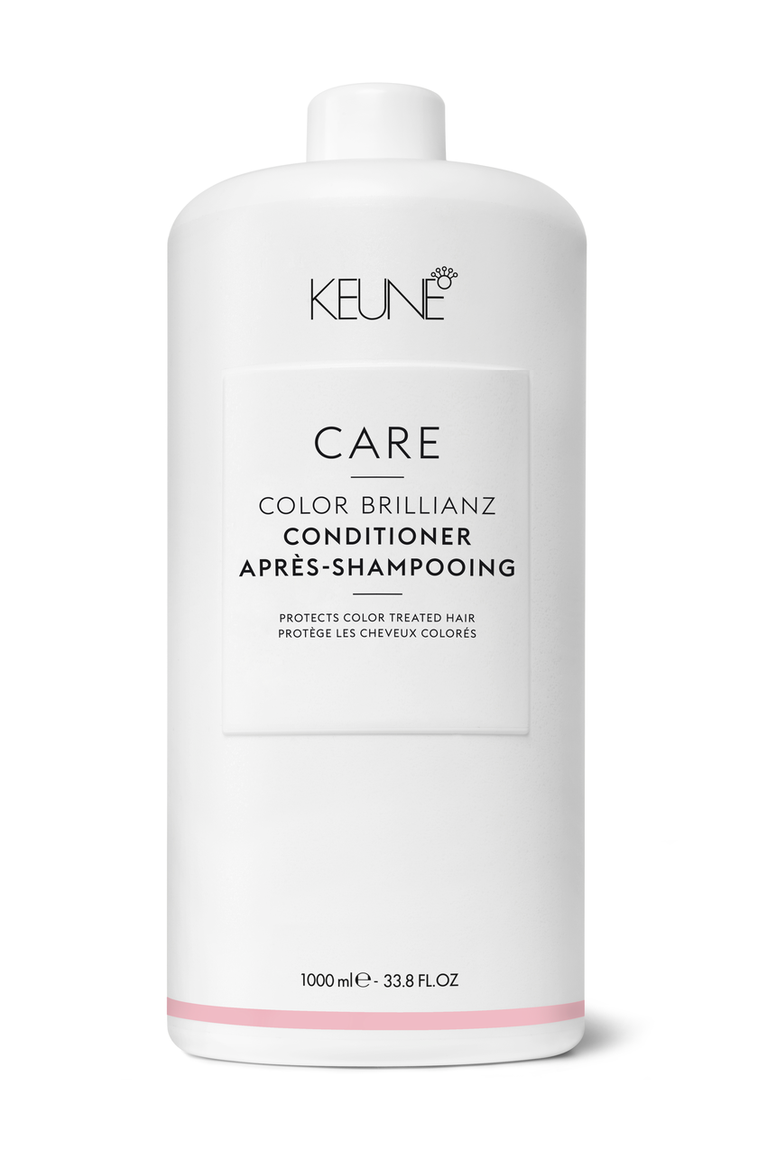 KEUNE
CARE
COLOR BRILLIANZ
CONDITIONER
APRÈS-SHAMPOOING
PROTECTS COLOR TREATED HAIR
PROTÈGE LES CHEVEUX COLORÉS
1000 ml℮ - 33.8 FL.OZ